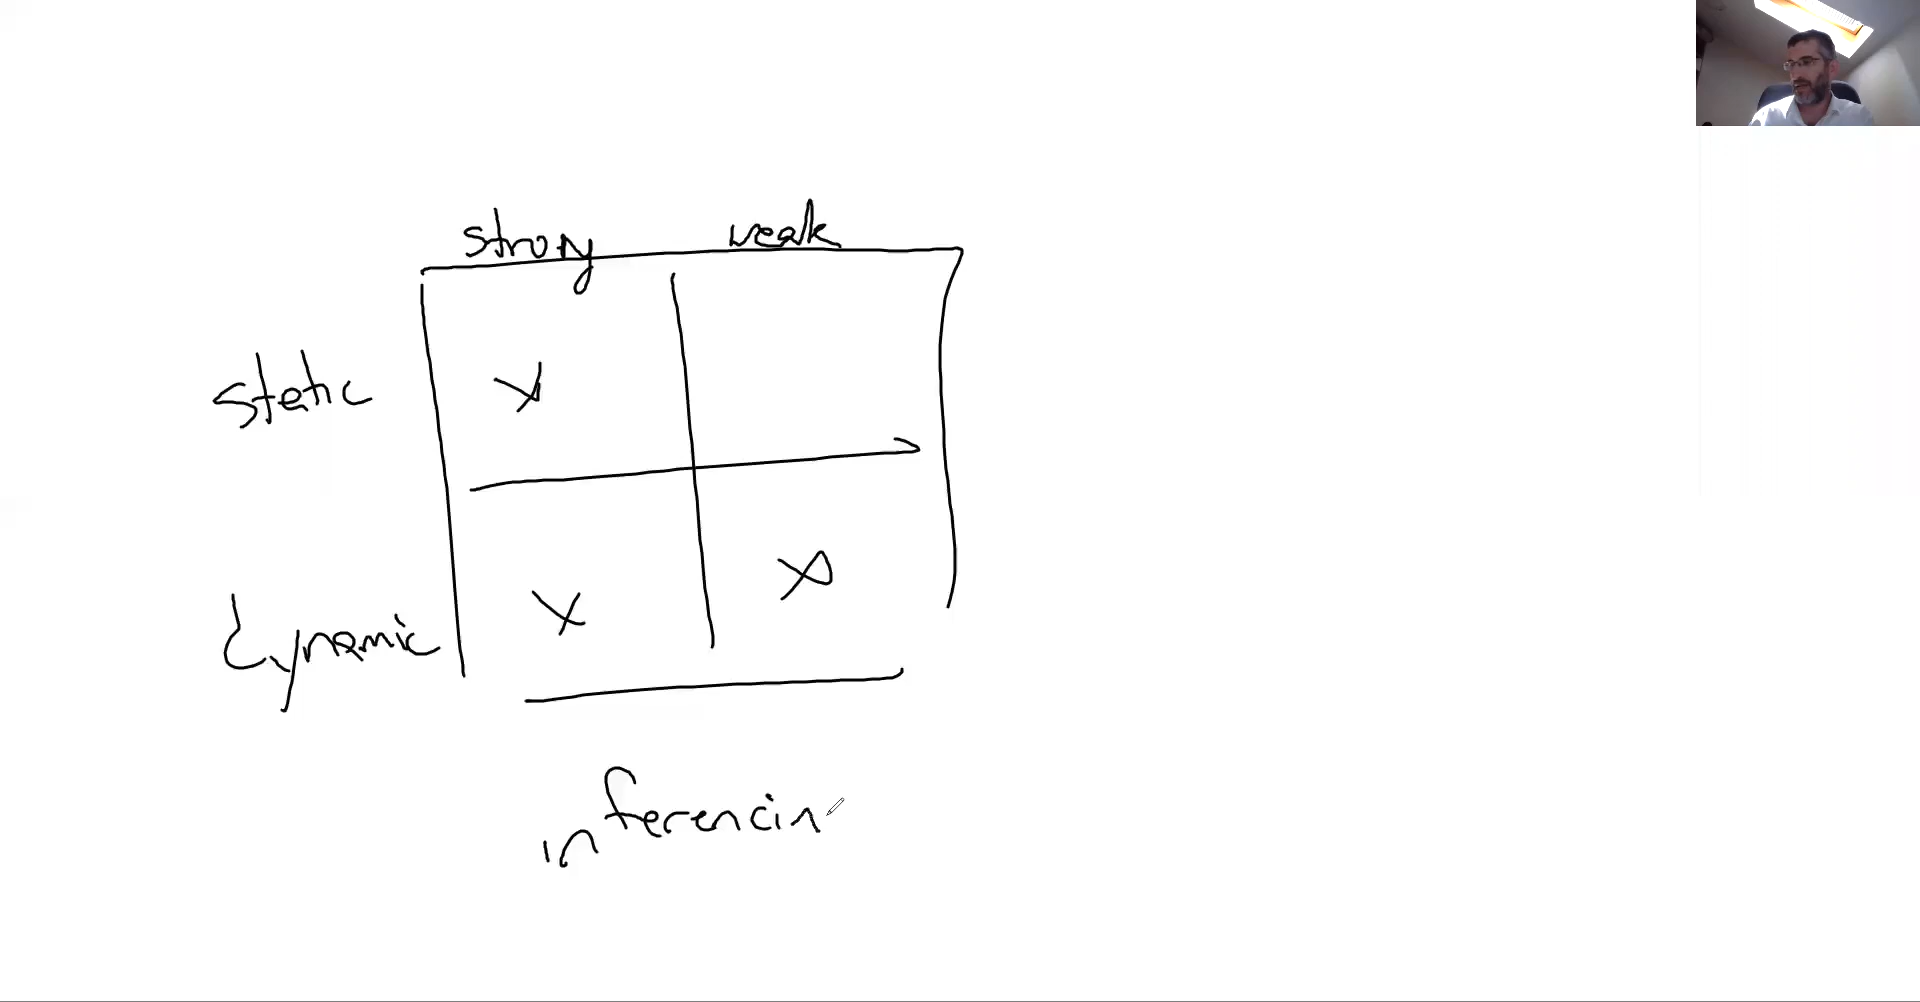 strong weak
static
x
x
x
dynamic
inferencin